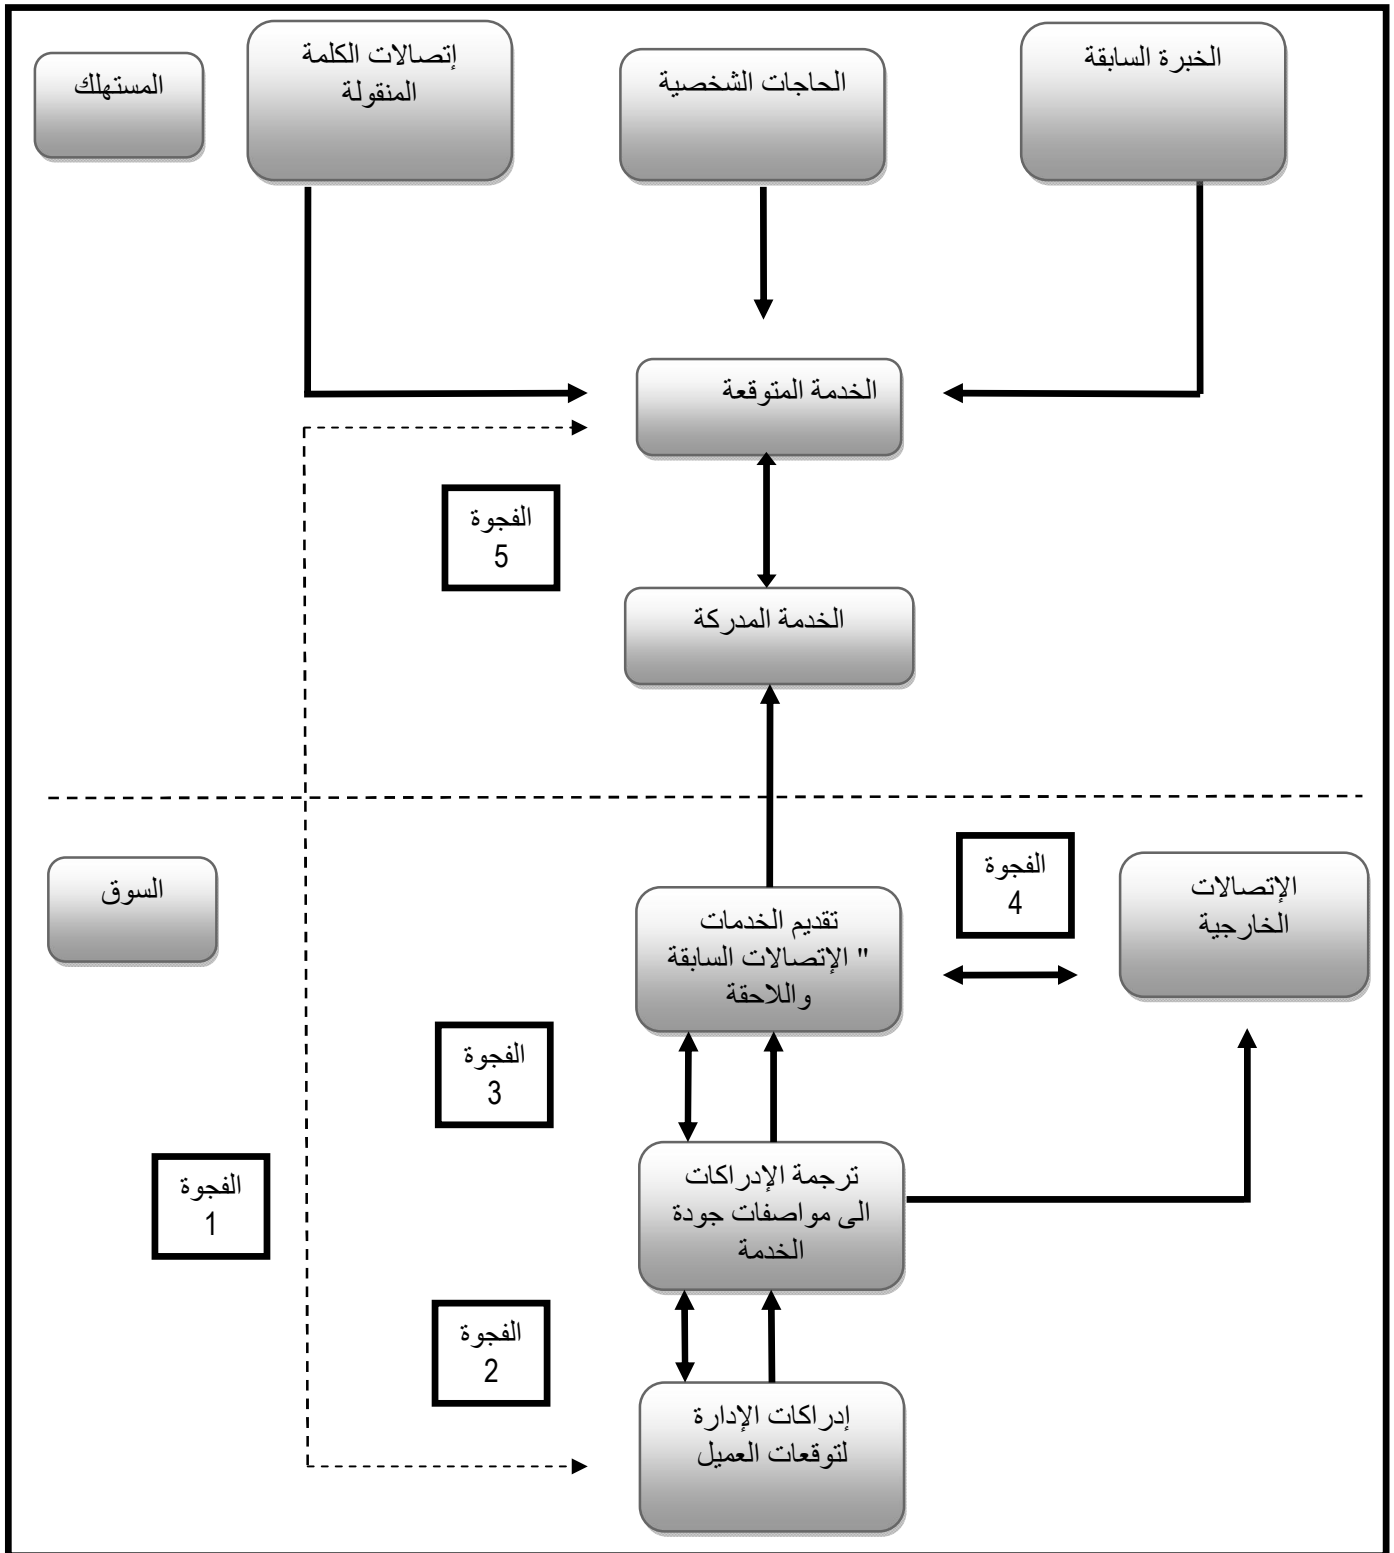 الخبرة السابقة
الحاجات الشخصية
إتصالات الكلمة
المنقولة
المستهلك
الخدمة المتوقعة
الفجوة
5
الخدمة المدركة
الفجوة
4
الإتصالات
الخارجية
السوق
تقديم الخدمات
" الإتصالات السابقة
واللاحقة
الفجوة
3
ترجمة الإدراكات
الى مواصفات جودة
الخدمة
الفجوة
1
الفجوة
2
إدراكات الإدارة
لتوقعات العميل